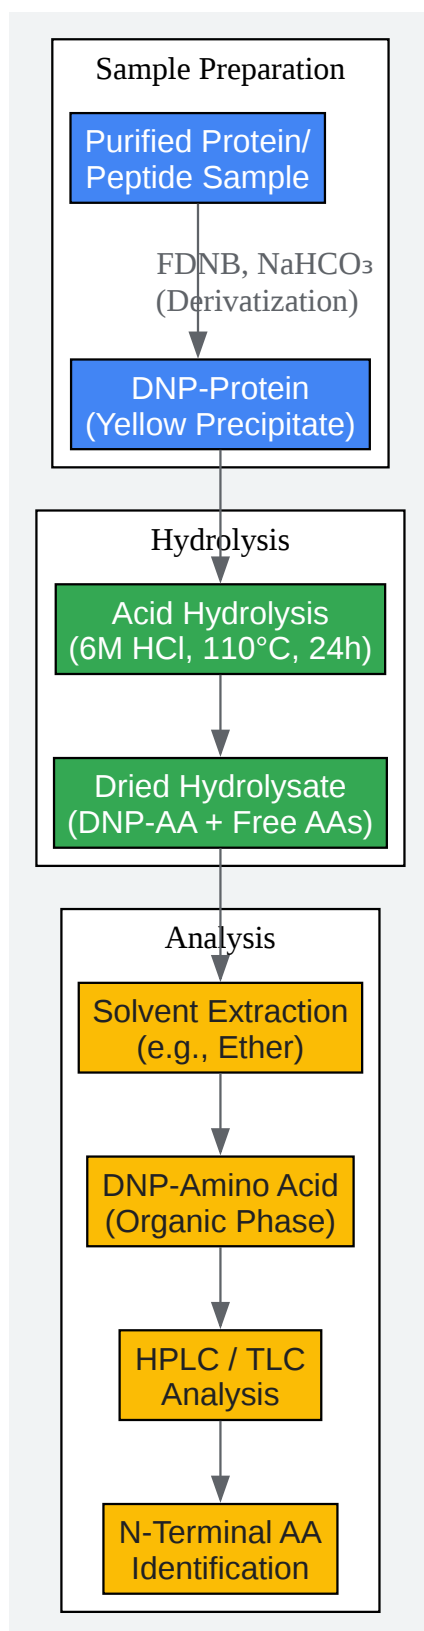 Sample Preparation
Purified Protein/
Peptide Sample
FDNB, NaHCO₃
(Derivatization)
DNP-Protein
(Yellow Precipitate)
Hydrolysis
Acid Hydrolysis
(6M HCl, 110°C, 24h)
Dried Hydrolysate
(DNP-AA + Free AAs)
Analysis
Solvent Extraction
(e.g., Ether)
DNP-Amino Acid
(Organic Phase)
HPLC / TLC
Analysis
N-Terminal AA
Identification